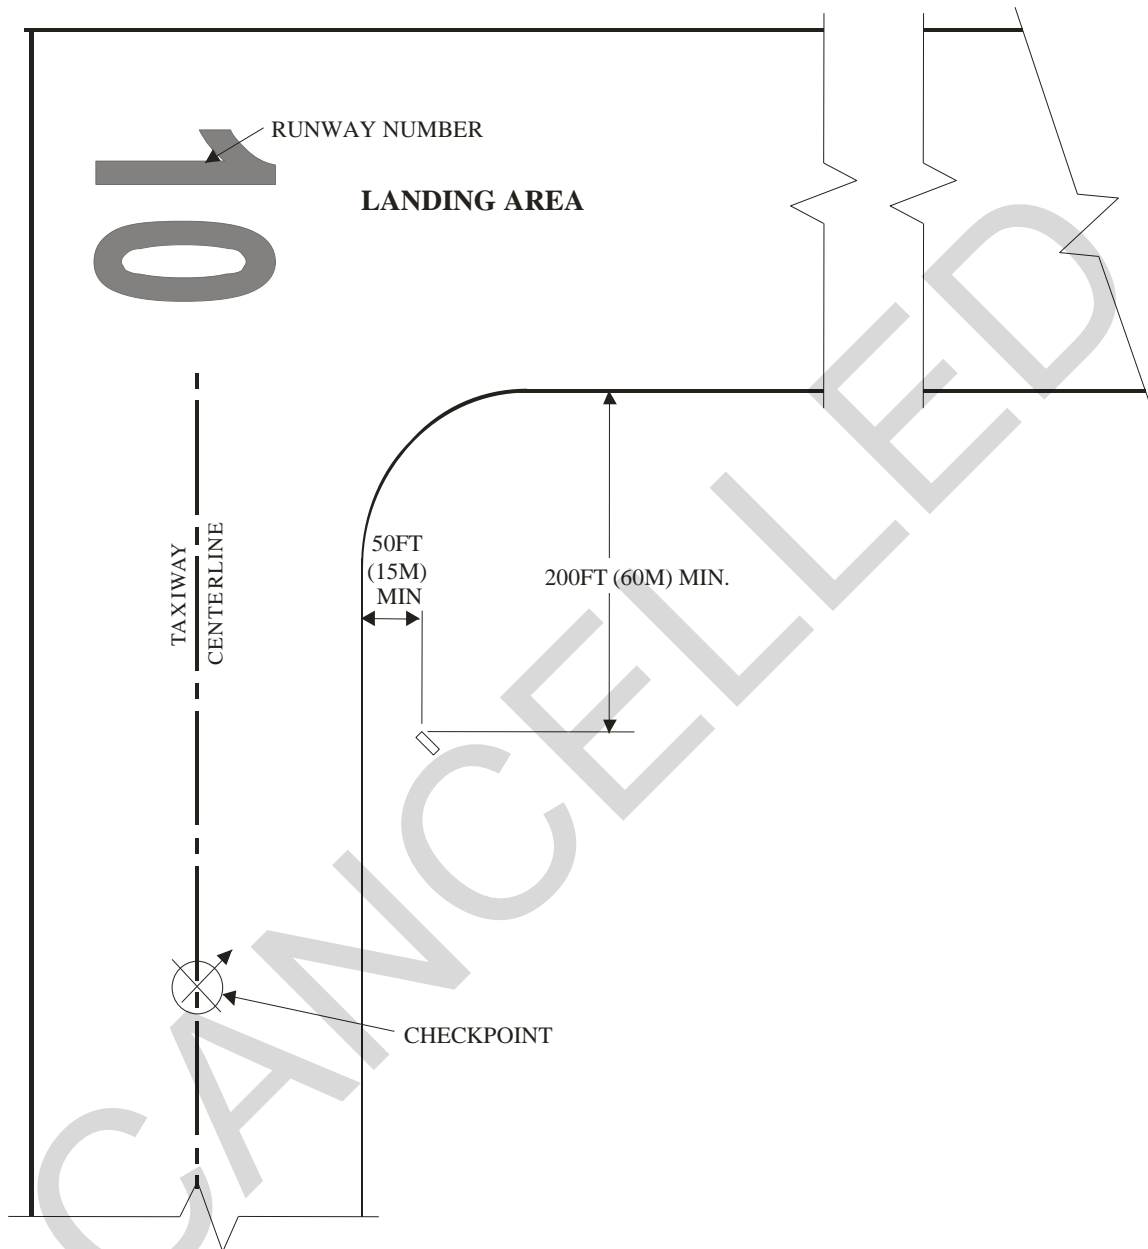 RUNWAY NUMBER
LANDING AREA
10
TAXIWAY
CENTERLINE
50FT
(15M)
MIN
200FT (60M) MIN.
CHECKPOINT
CANCELLED